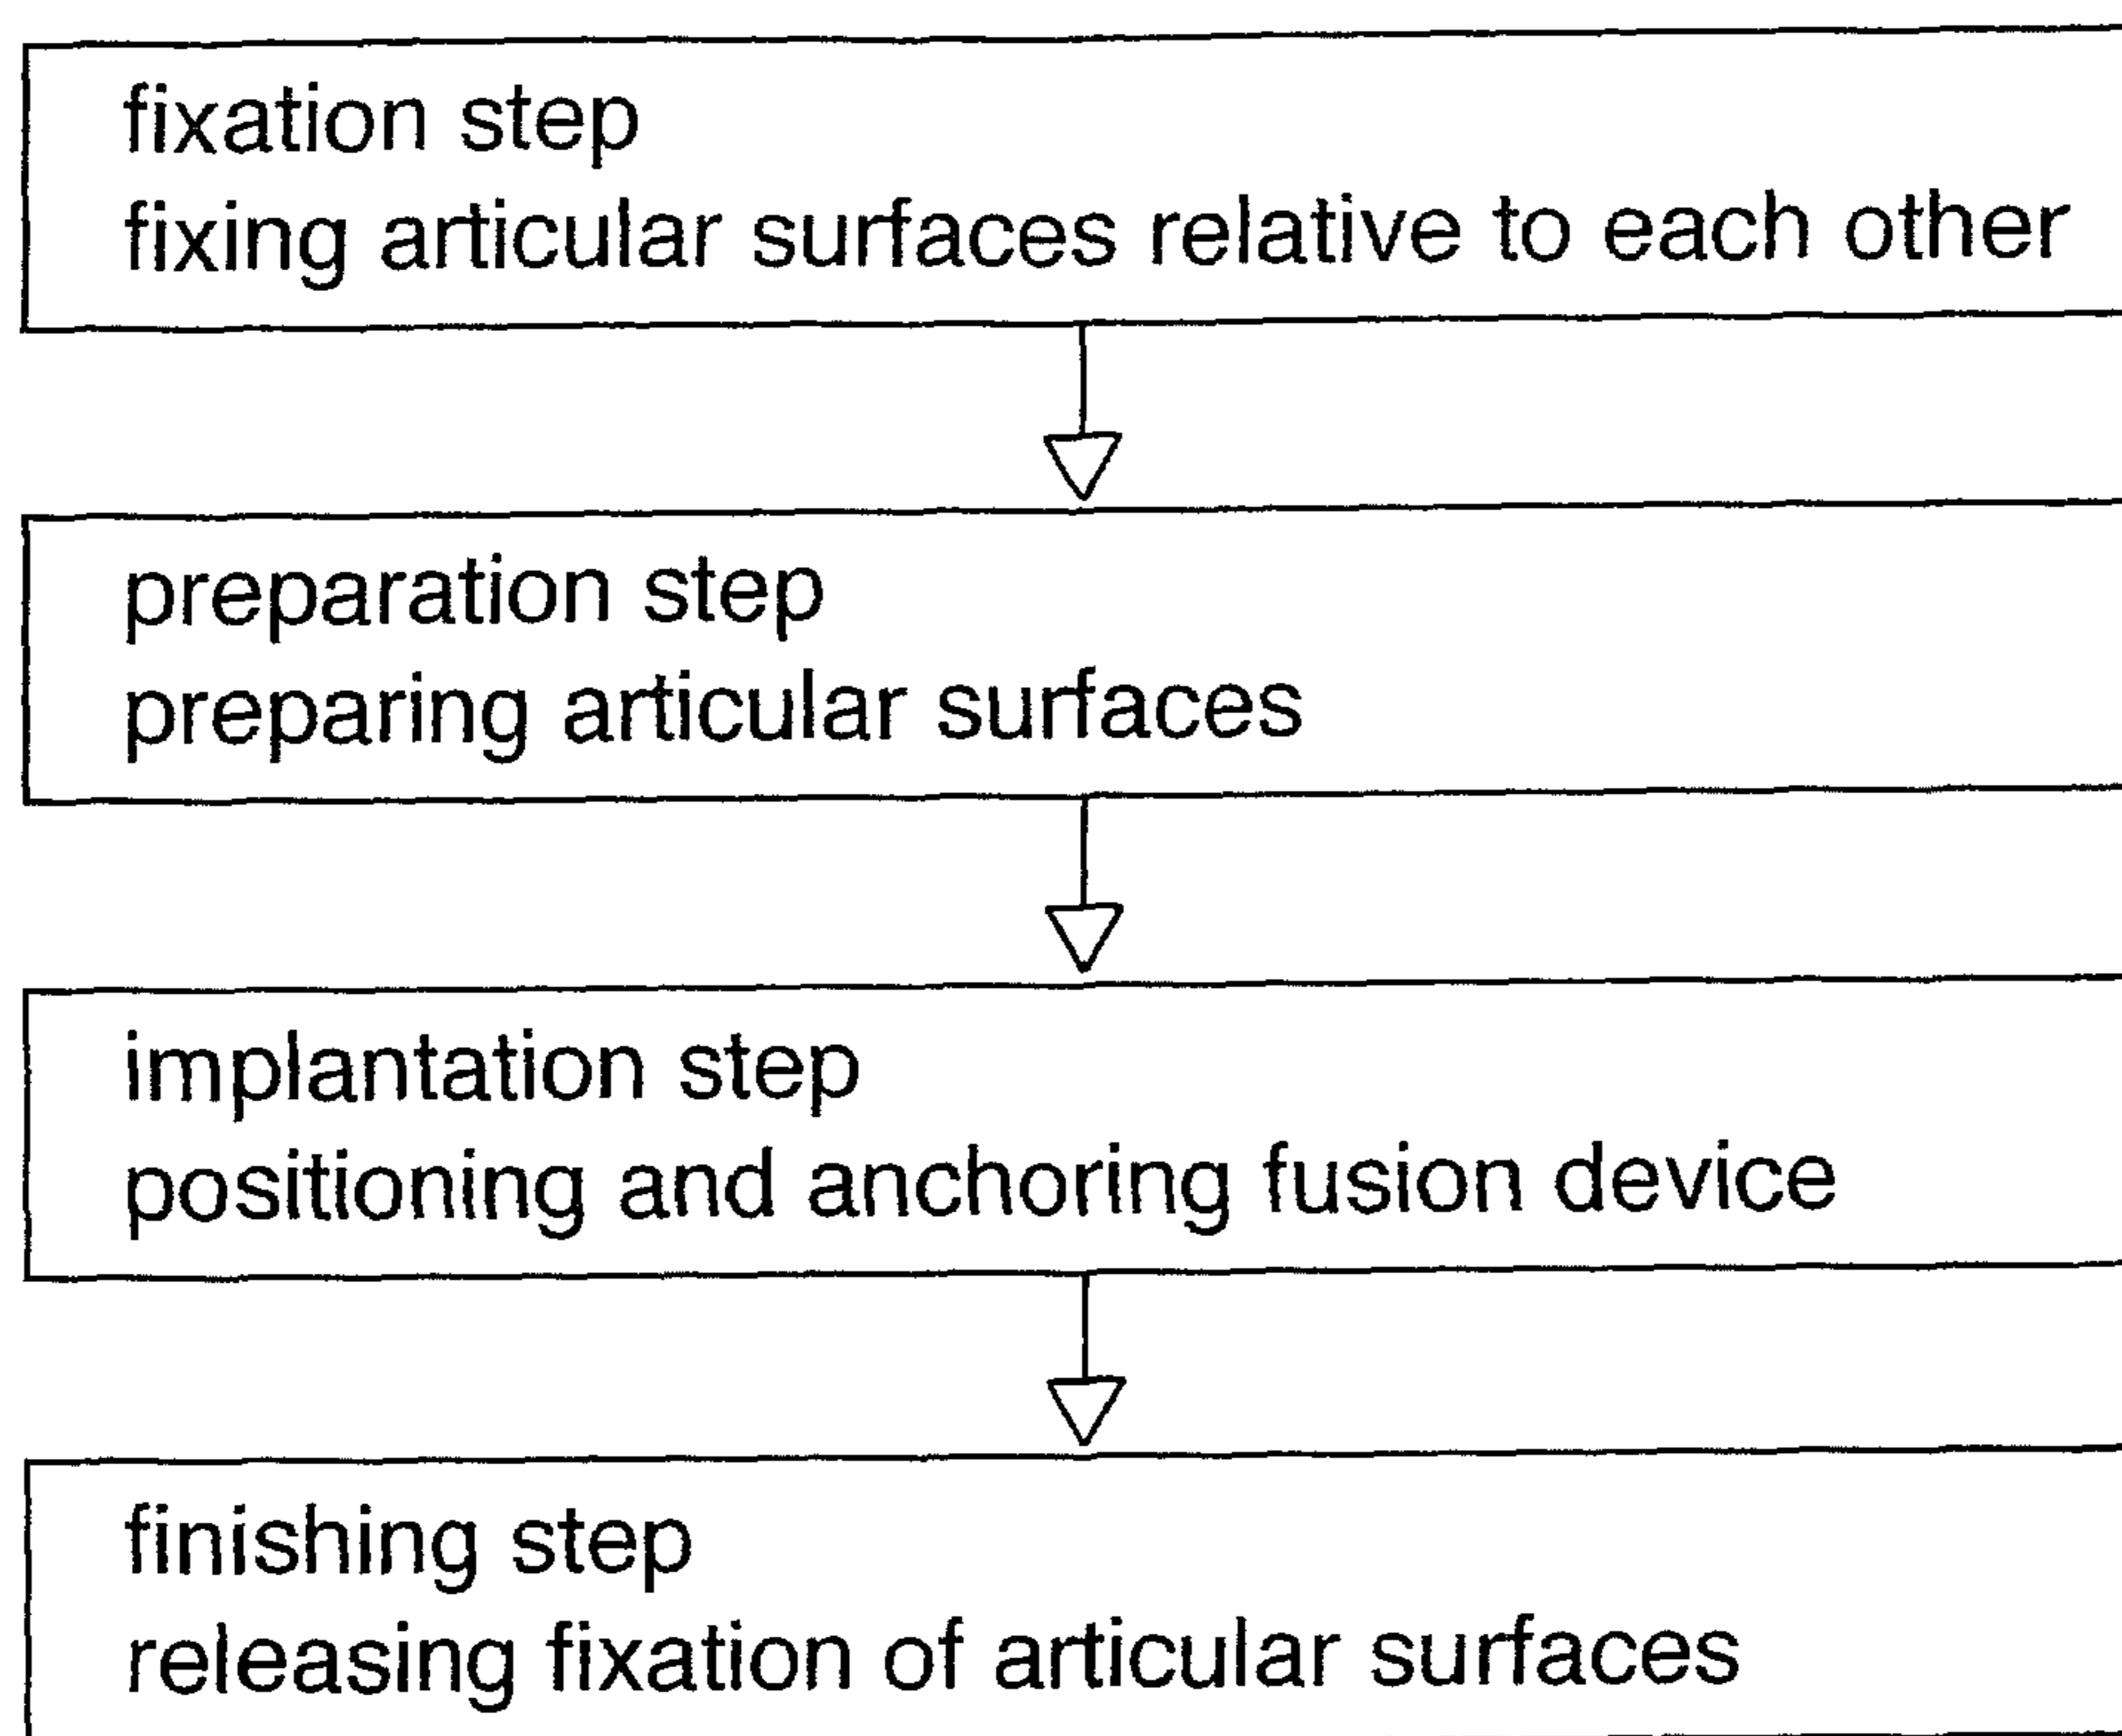 fixation step
fixing articular surfaces relative to each other
preparation step
preparing articular surfaces
implantation step
positioning and anchoring fusion device
finishing step
releasing fixation of articular surfaces